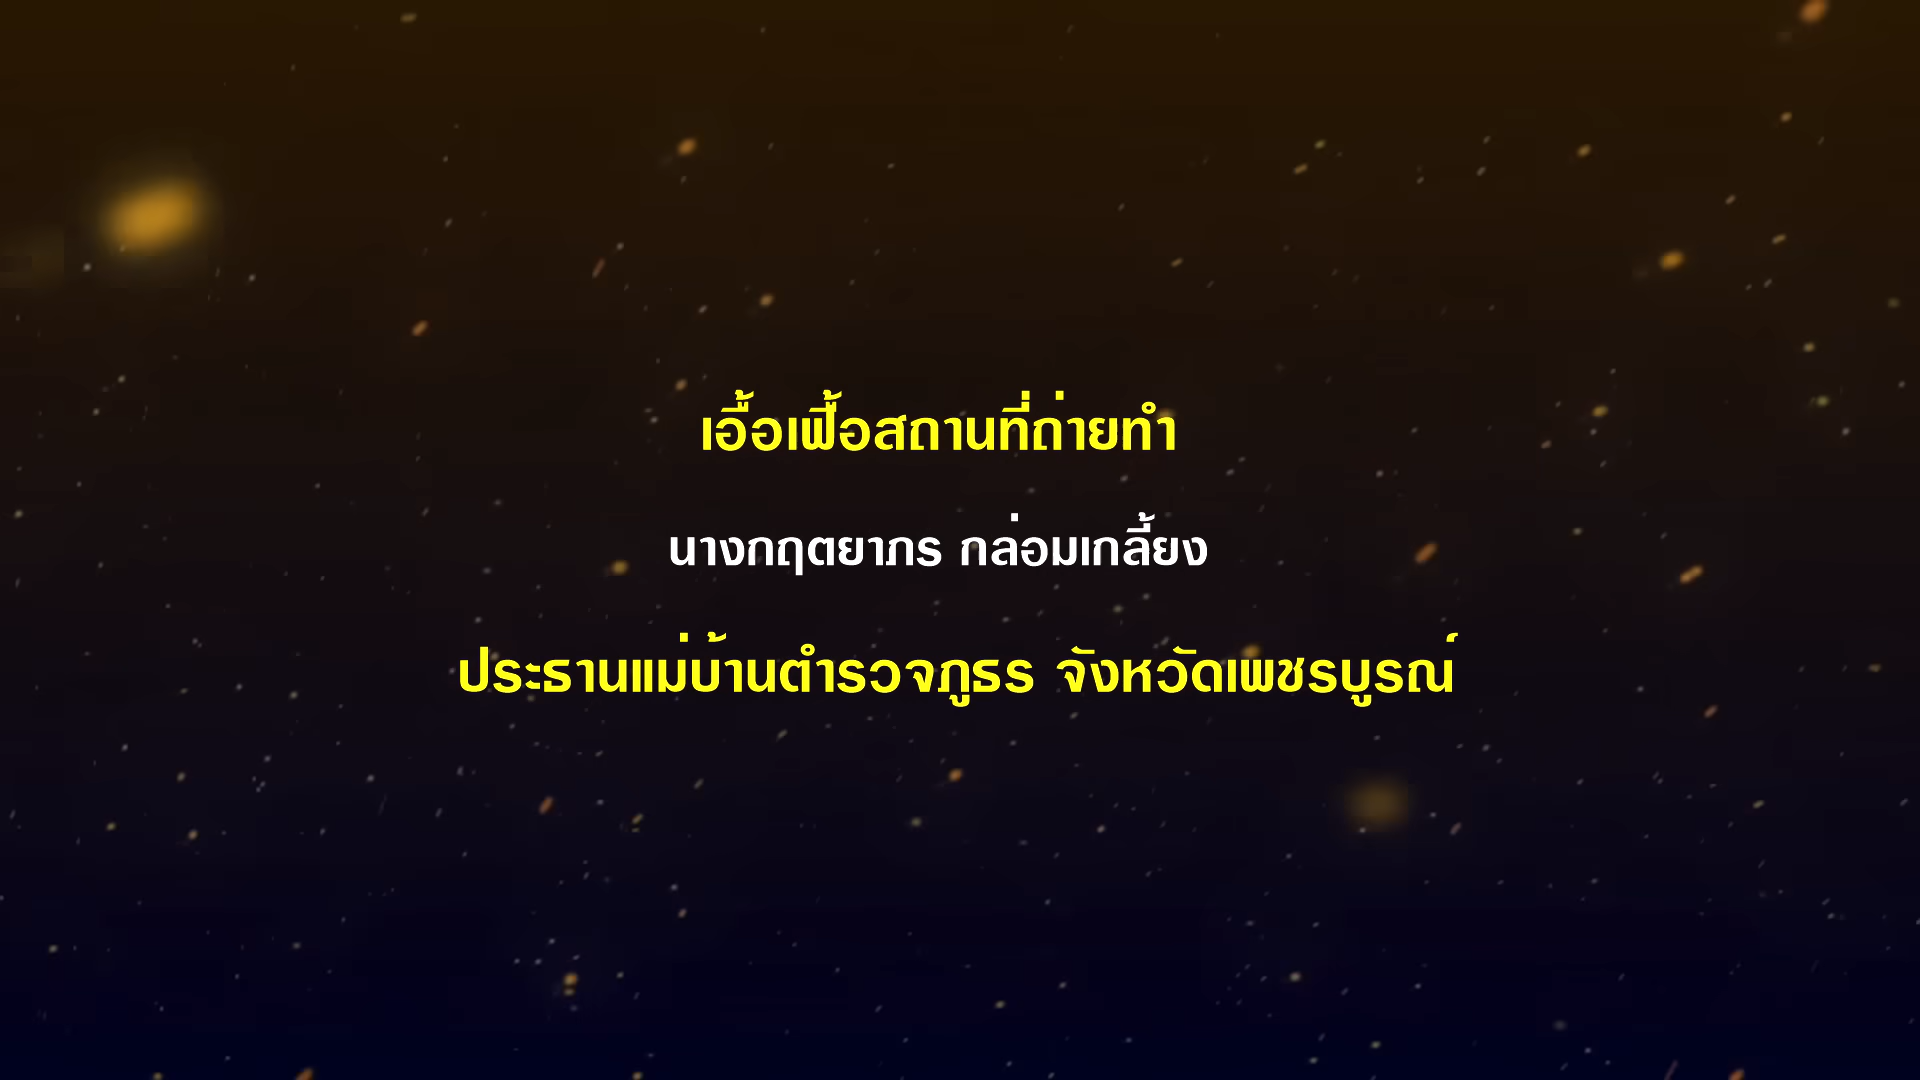 เอื้อเฟื้อสถานที่ถ่ายทำ
นางกฤตยาภร กล่อมเกลี้ยง
ประธานแม่บ้านตำรวจภูธร จังหวัดเพชรบูรณ์